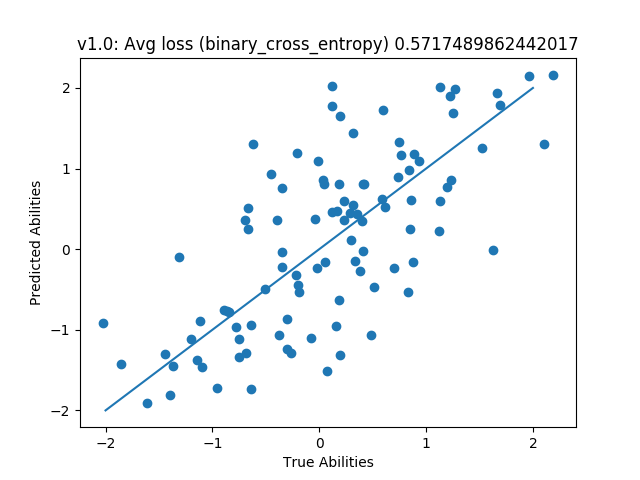 v1.0: Avg loss (binary_cross_entropy) 0.5717489862442017
2
1
0
−1
−2
Predicted Abilities
−2 −1 0 1 2
True Abilities